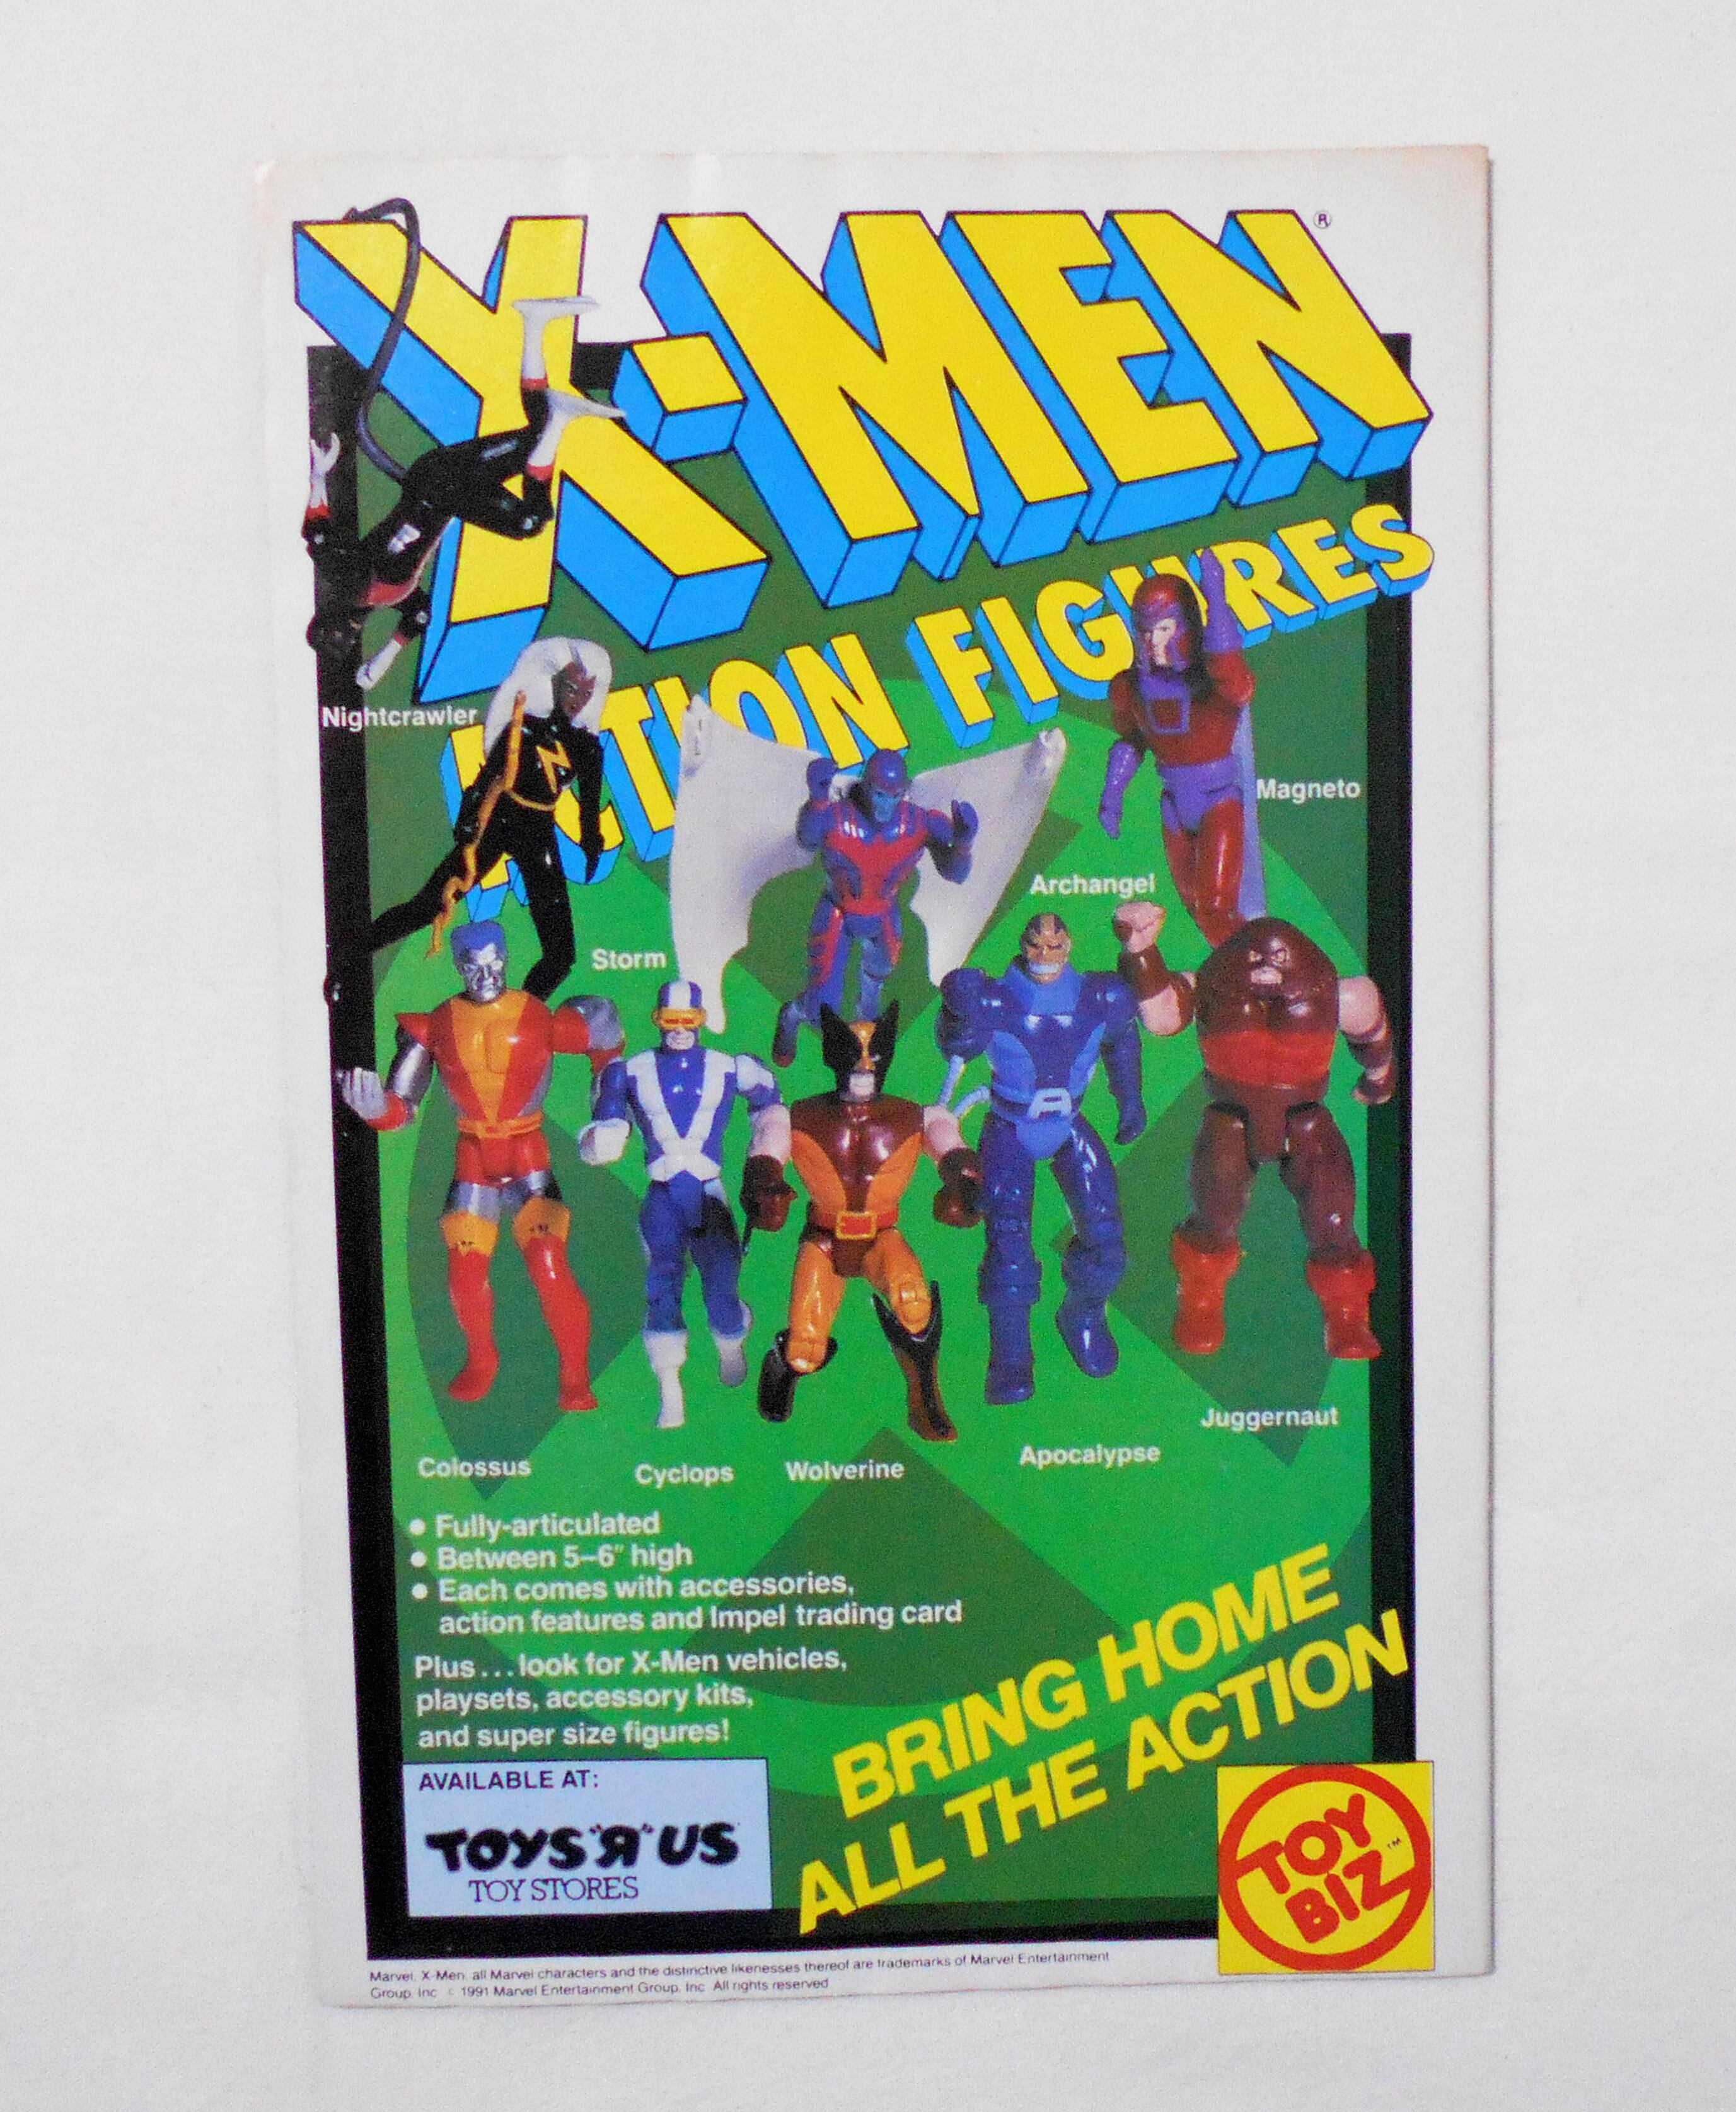 X-MEN®
ACTION FIGURES
Nightcrawler
Magneto
Archangel
Storm
Juggernaut
Apocalypse
Colossus
Cyclops
Wolverine
● Fully-articulated
● Between 5–6" high
● Each comes with accessories,
action features and Impel trading card
Plus...look for X-Men vehicles,
playsets, accessory kits,
and super size figures!
BRING HOME
ALL THE ACTION
AVAILABLE AT:
TOYS"Я"US
TOY STORES
TOY
BIZ™
Marvel, X-Men, all Marvel characters and the distinctive likenesses thereof are trademarks of Marvel Entertainment
Group, Inc © 1991 Marvel Entertainment Group, Inc All rights reserved